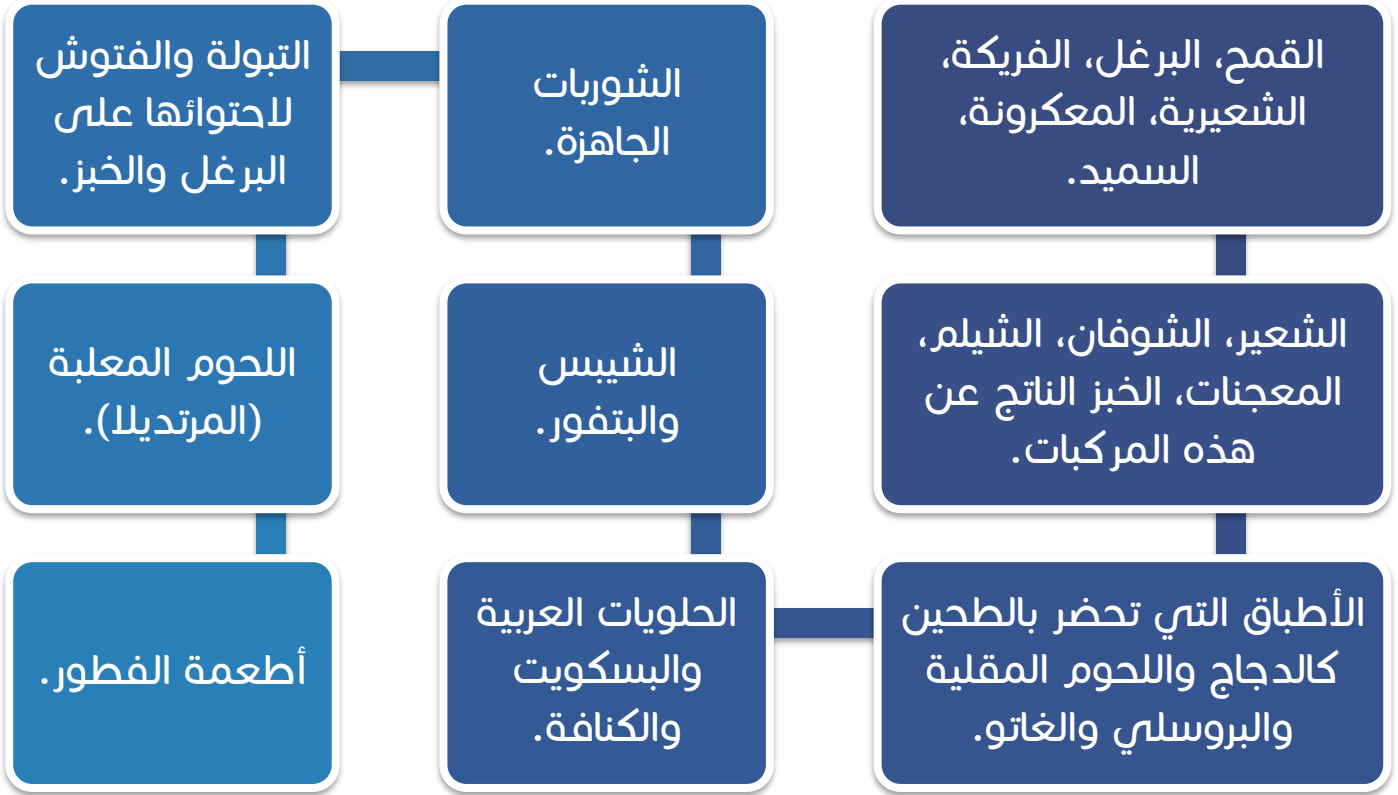 القمح، البرغل، الفريكة،
الشعيرية، المعكرونة،
السميد.
الشعير، الشوفان، الشيلم،
المعجنات، الخبز الناتج عن
هذه المركبات.
الأطباق التي تحضر بالطحين
كالدجاج واللحوم المقلية
والبروسلي والغاتو.
الحلويات العربية
والبسكويت
والكنافة.
الشيبس
والبتفور.
الشوربات
الجاهزة.
التبولة والفتوش
لاحتوائها على
البرغل والخبز.
اللحوم المعلبة
(المرتديلا).
أطعمة الفطور.